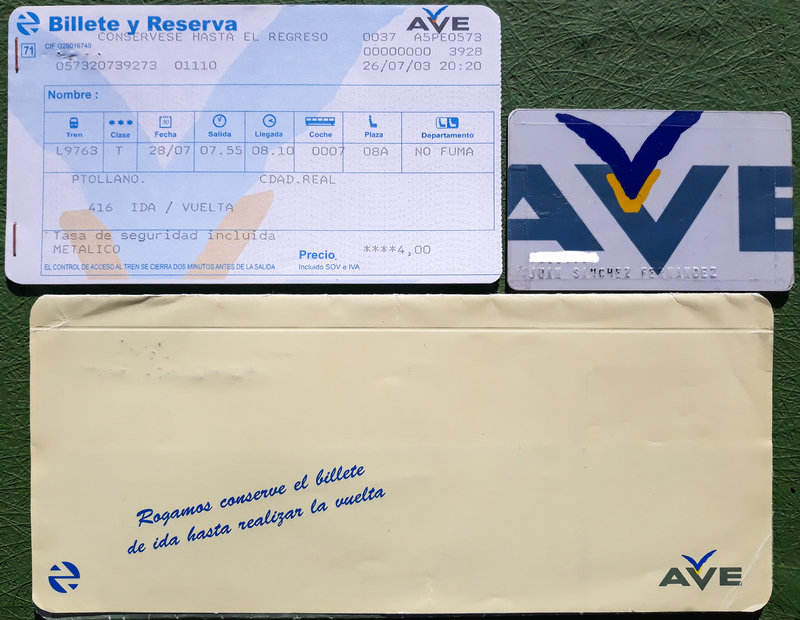 Billete y Reserva
AVE
CONSERVESE HASTA EL REGRESO 0037 A5PE0573
71 CIF G28016749 00000000 3928
057320739273 01110 26/07/03 20:20
Nombre :
Tren Clase Fecha Salida Llegada Coche Plaza Departamento
L9763 T 28/07 07.55 08.10 0007 08A NO FUMA
PTOLLANO. CDAD.REAL
416 IDA / VUELTA
Tasa de seguridad incluida
METALICO Precio ****4,00
EL CONTROL DE ACCESO AL TREN SE CIERRA DOS MINUTOS ANTES DE LA SALIDA Incluido SOV e IVA
AVE
JUAN SANCHEZ FERNANDEZ
Rogamos conserve el billete
de ida hasta realizar la vuelta
AVE